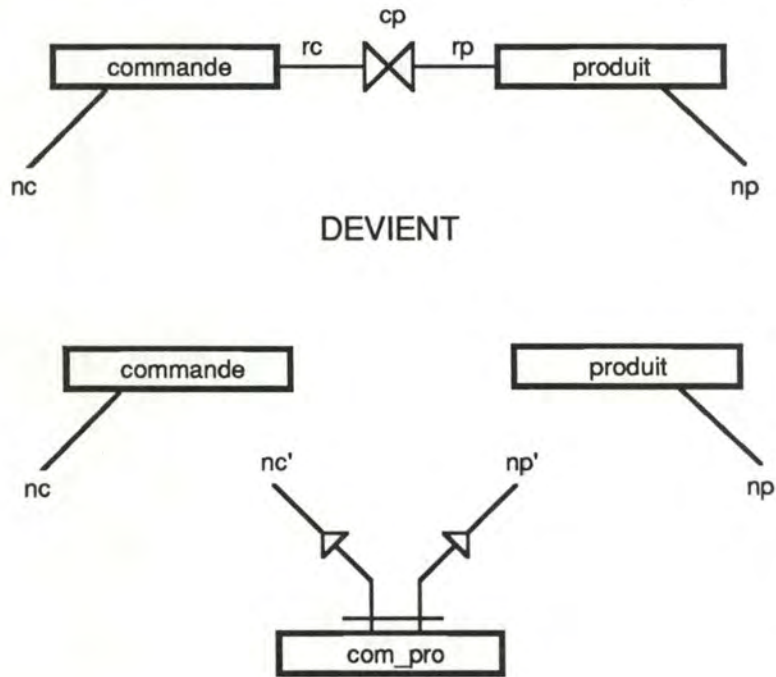 cp
commande rc rp produit
nc np
DEVIENT
commande produit
nc nc' np' np
com_pro